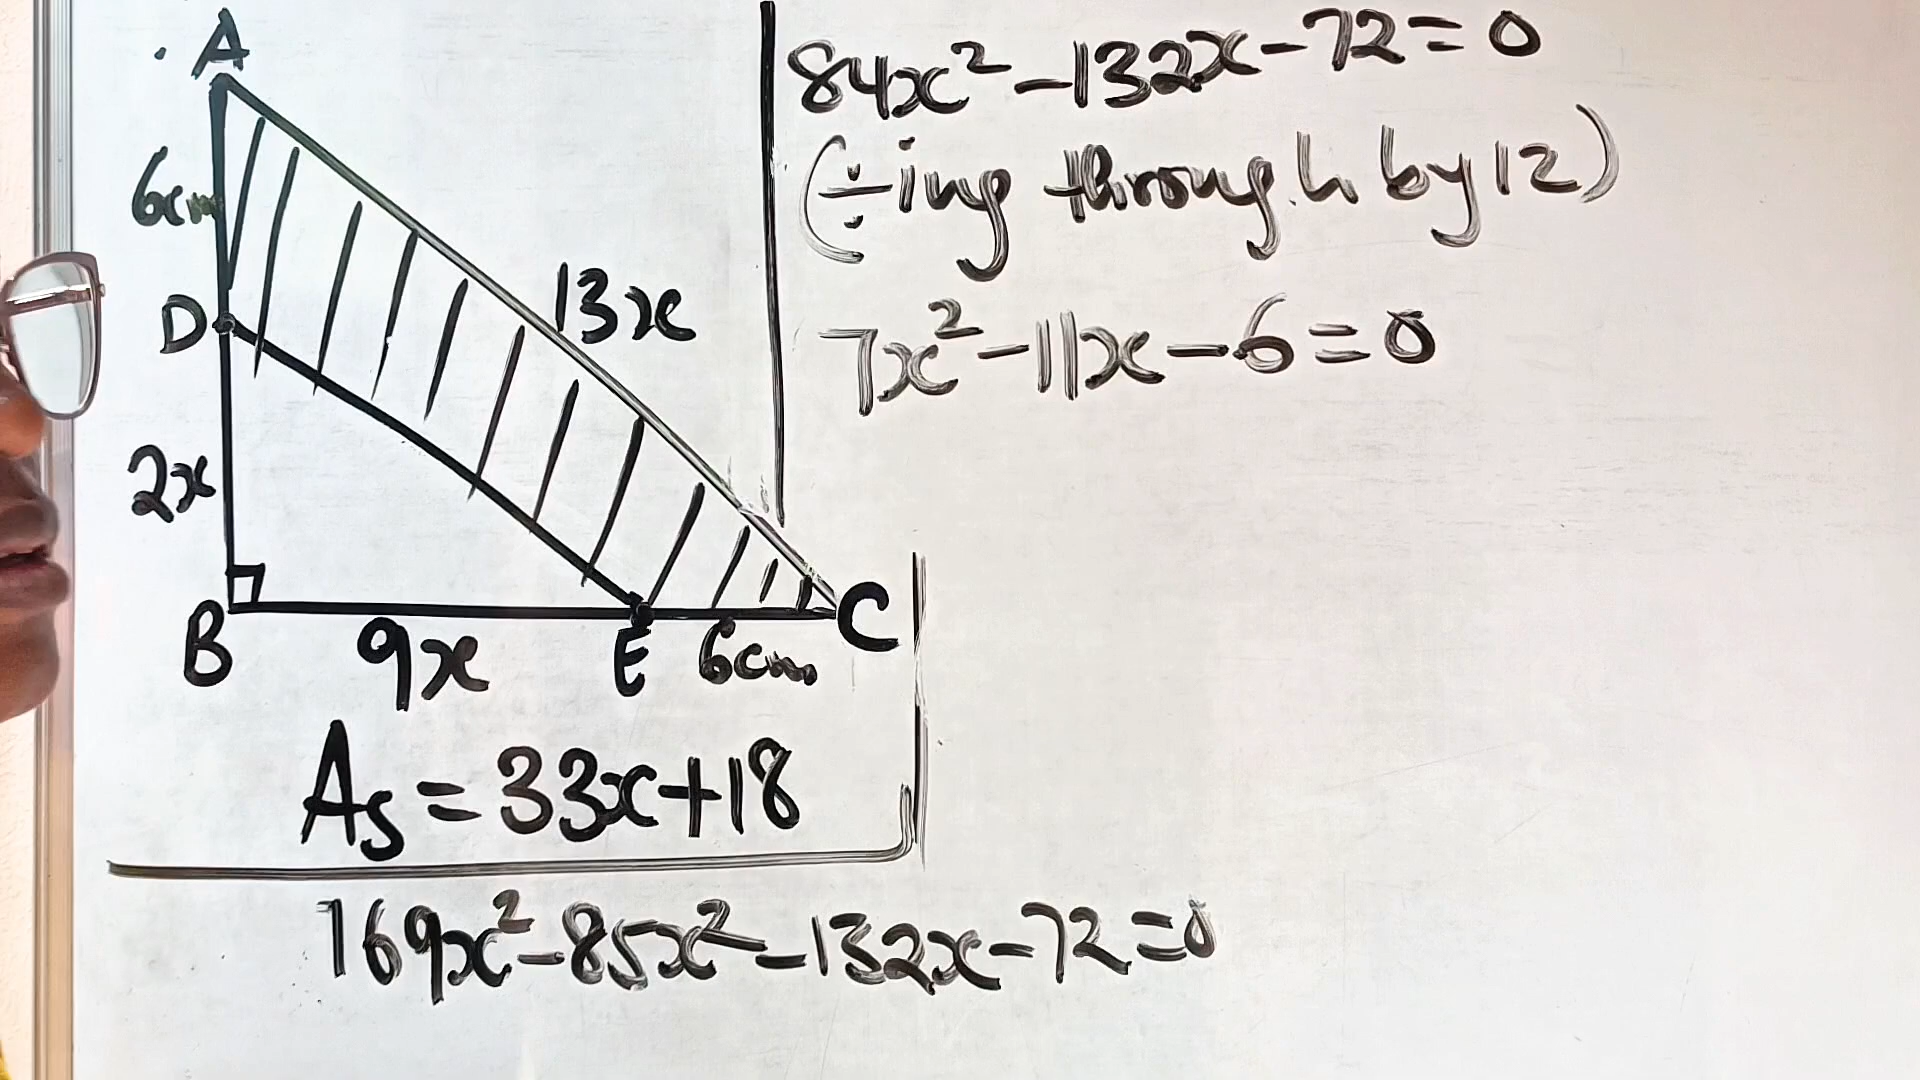 A
6cm
13x
D
2x
B
9x
E
6cm
C
As = 33x+18
169x²-85x²-132x-72=0
84x²-132x-72=0
(÷ing through by 12)
7x²-11x-6=0